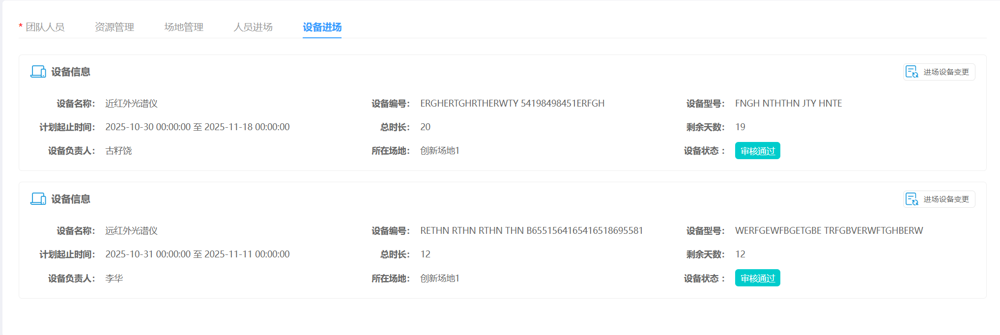 * 团队人员 资源管理 场地管理 人员进场 设备进场
设备信息 进场设备变更
设备名称： 近红外光谱仪 设备编号： ERGHERTGHRTHERWTY 54198498451ERFGH 设备型号： FNGH NTHTHN JTY HNTE
计划起止时间： 2025-10-30 00:00:00 至 2025-11-18 00:00:00 总时长： 20 剩余天数： 19
设备负责人： 古籽饶 所在场地： 创新场地1 设备状态 ： 审核通过
设备信息 进场设备变更
设备名称： 远红外光谱仪 设备编号： RETHN RTHN RTHN THN B6551564165416518695581 设备型号： WERFGEWFBGETGBE TRFGBVERWFTGHBERW
计划起止时间： 2025-10-31 00:00:00 至 2025-11-11 00:00:00 总时长： 12 剩余天数： 12
设备负责人： 李华 所在场地： 创新场地1 设备状态 ： 审核通过